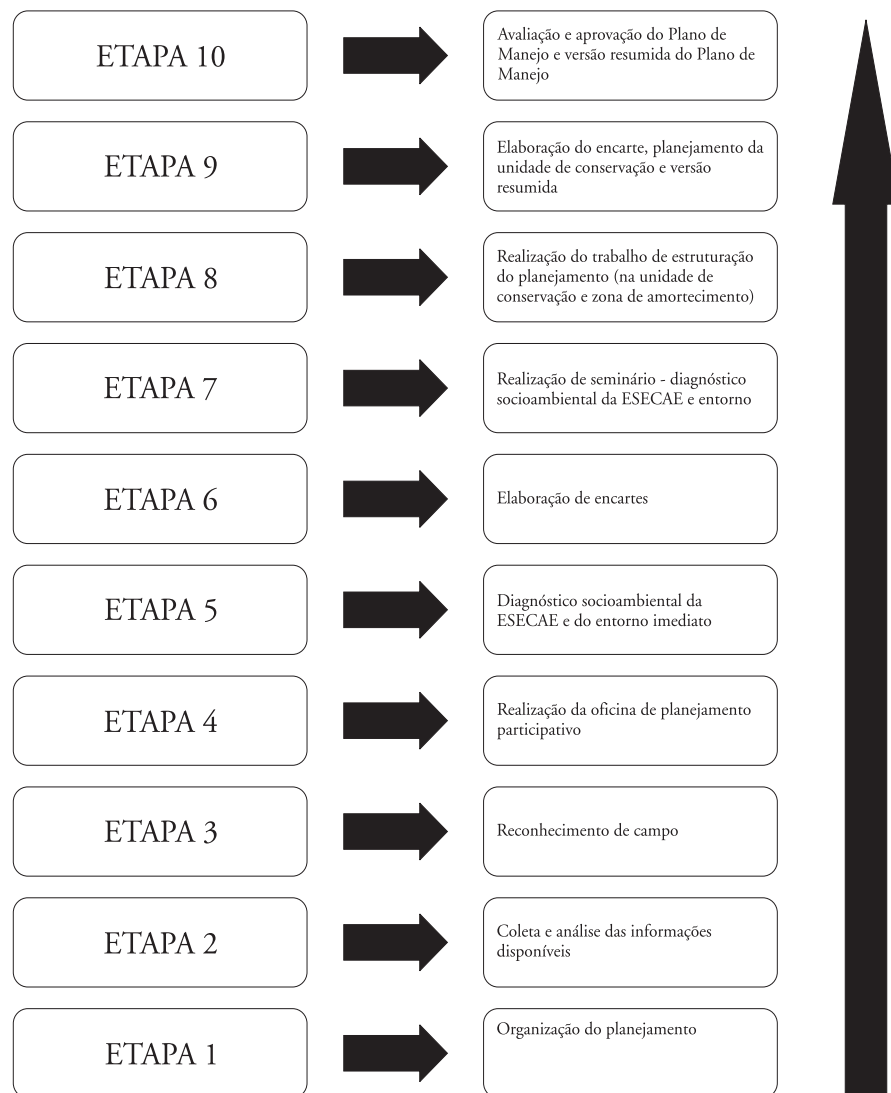 ETAPA 10
Avaliação e aprovação do Plano de
Manejo e versão resumida do Plano de
Manejo
ETAPA 9
Elaboração do encarte, planejamento da
unidade de conservação e versão
resumida
ETAPA 8
Realização do trabalho de estruturação
do planejamento (na unidade de
conservação e zona de amortecimento)
ETAPA 7
Realização de seminário - diagnóstico
socioambiental da ESECAE e entorno
ETAPA 6
Elaboração de encartes
ETAPA 5
Diagnóstico socioambiental da
ESECAE e do entorno imediato
ETAPA 4
Realização da oficina de planejamento
participativo
ETAPA 3
Reconhecimento de campo
ETAPA 2
Coleta e análise das informações
disponíveis
ETAPA 1
Organização do planejamento